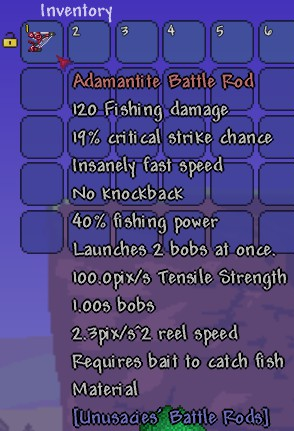 Inventory
1 2 3 4 5 6
Adamantite Battle Rod
120 Fishing damage
19% critical strike chance
Insanely fast speed
No knockback
40% fishing power
Launches 2 bobs at once.
100.0pix/s Tensile Strength
1.00s bobs
2.3pix/s^2 reel speed
Requires bait to catch fish
Material
[Unusacies' Battle Rods]